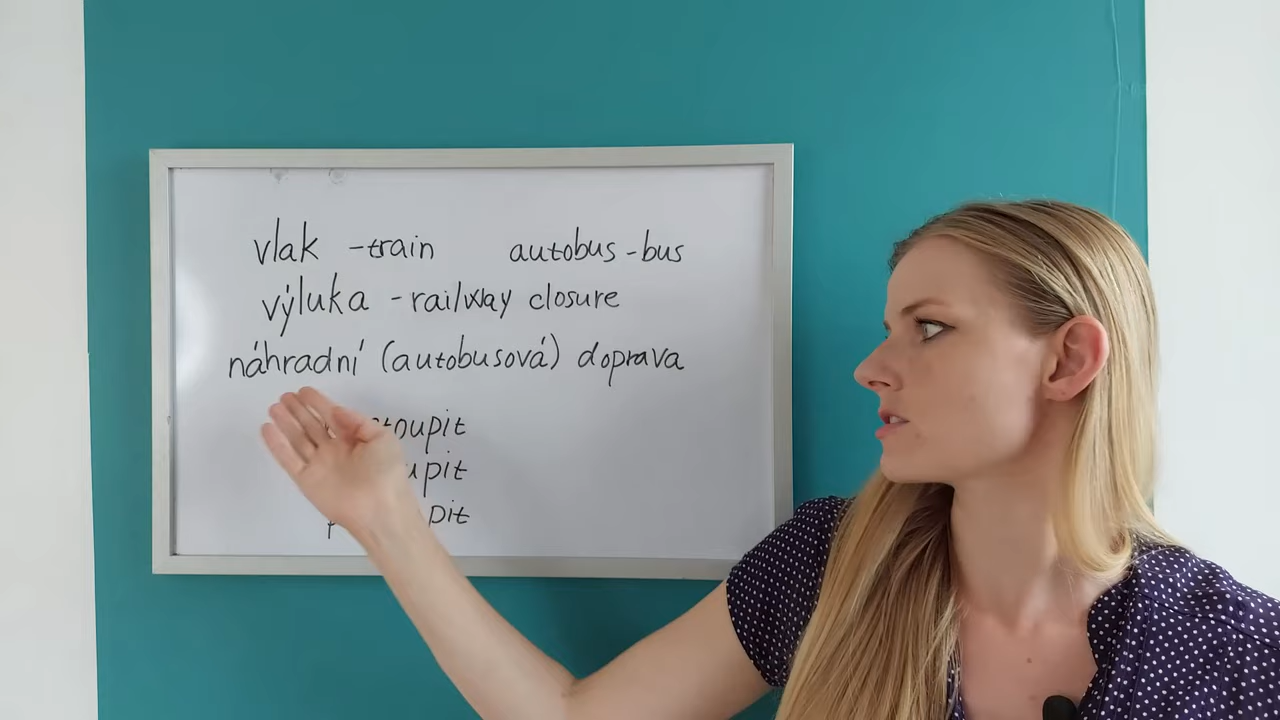 vlak - train autobus - bus
výluka - railway closure
náhradní (autobusová) doprava